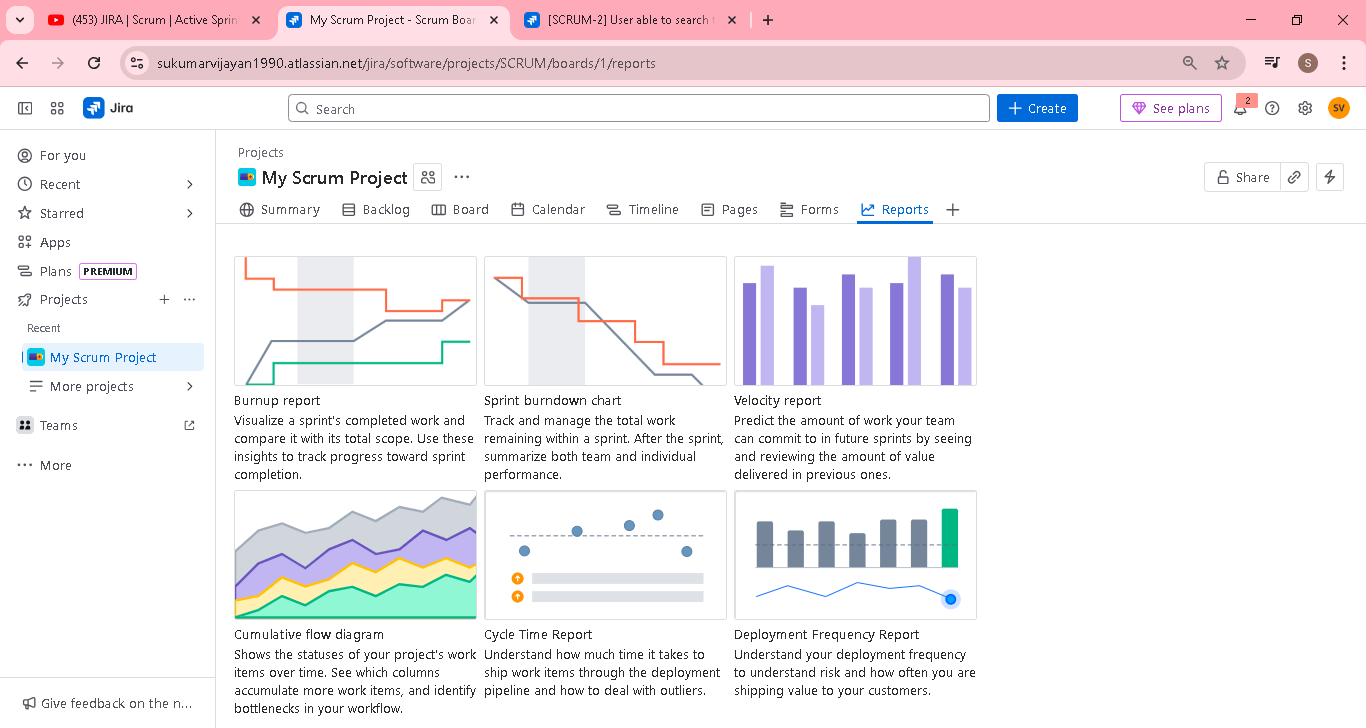 (453) JIRA | Scrum | Active Sprin
My Scrum Project - Scrum Boar
[SCRUM-2] User able to search f
sukumarvijayan1990.atlassian.net/jira/software/projects/SCRUM/boards/1/reports
S
Jira
Search
Create
See plans
2
SV
For you
Recent
Starred
Apps
Plans PREMIUM
Projects
Recent
My Scrum Project
More projects
Teams
More
Give feedback on the n...
Projects
My Scrum Project
Share
Summary Backlog Board Calendar Timeline Pages Forms Reports
Burnup report
Visualize a sprint's completed work and
compare it with its total scope. Use these
insights to track progress toward sprint
completion.
Sprint burndown chart
Track and manage the total work
remaining within a sprint. After the sprint,
summarize both team and individual
performance.
Velocity report
Predict the amount of work your team
can commit to in future sprints by seeing
and reviewing the amount of value
delivered in previous ones.
Cumulative flow diagram
Shows the statuses of your project's work
items over time. See which columns
accumulate more work items, and identify
bottlenecks in your workflow.
Cycle Time Report
Understand how much time it takes to
ship work items through the deployment
pipeline and how to deal with outliers.
Deployment Frequency Report
Understand your deployment frequency
to understand risk and how often you are
shipping value to your customers.